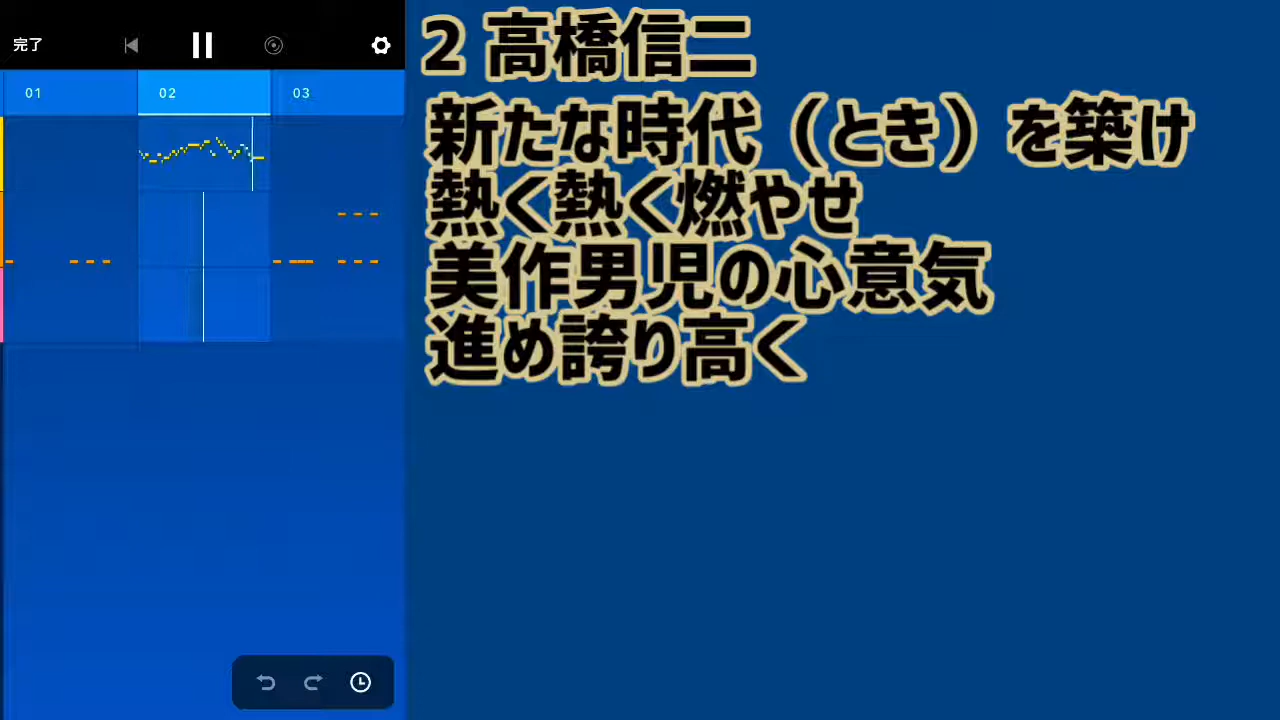 完了
01
02
03
2 高橋信二
新たな時代（とき）を築け
熱く熱く燃やせ
美作男児の心意気
進め誇り高く